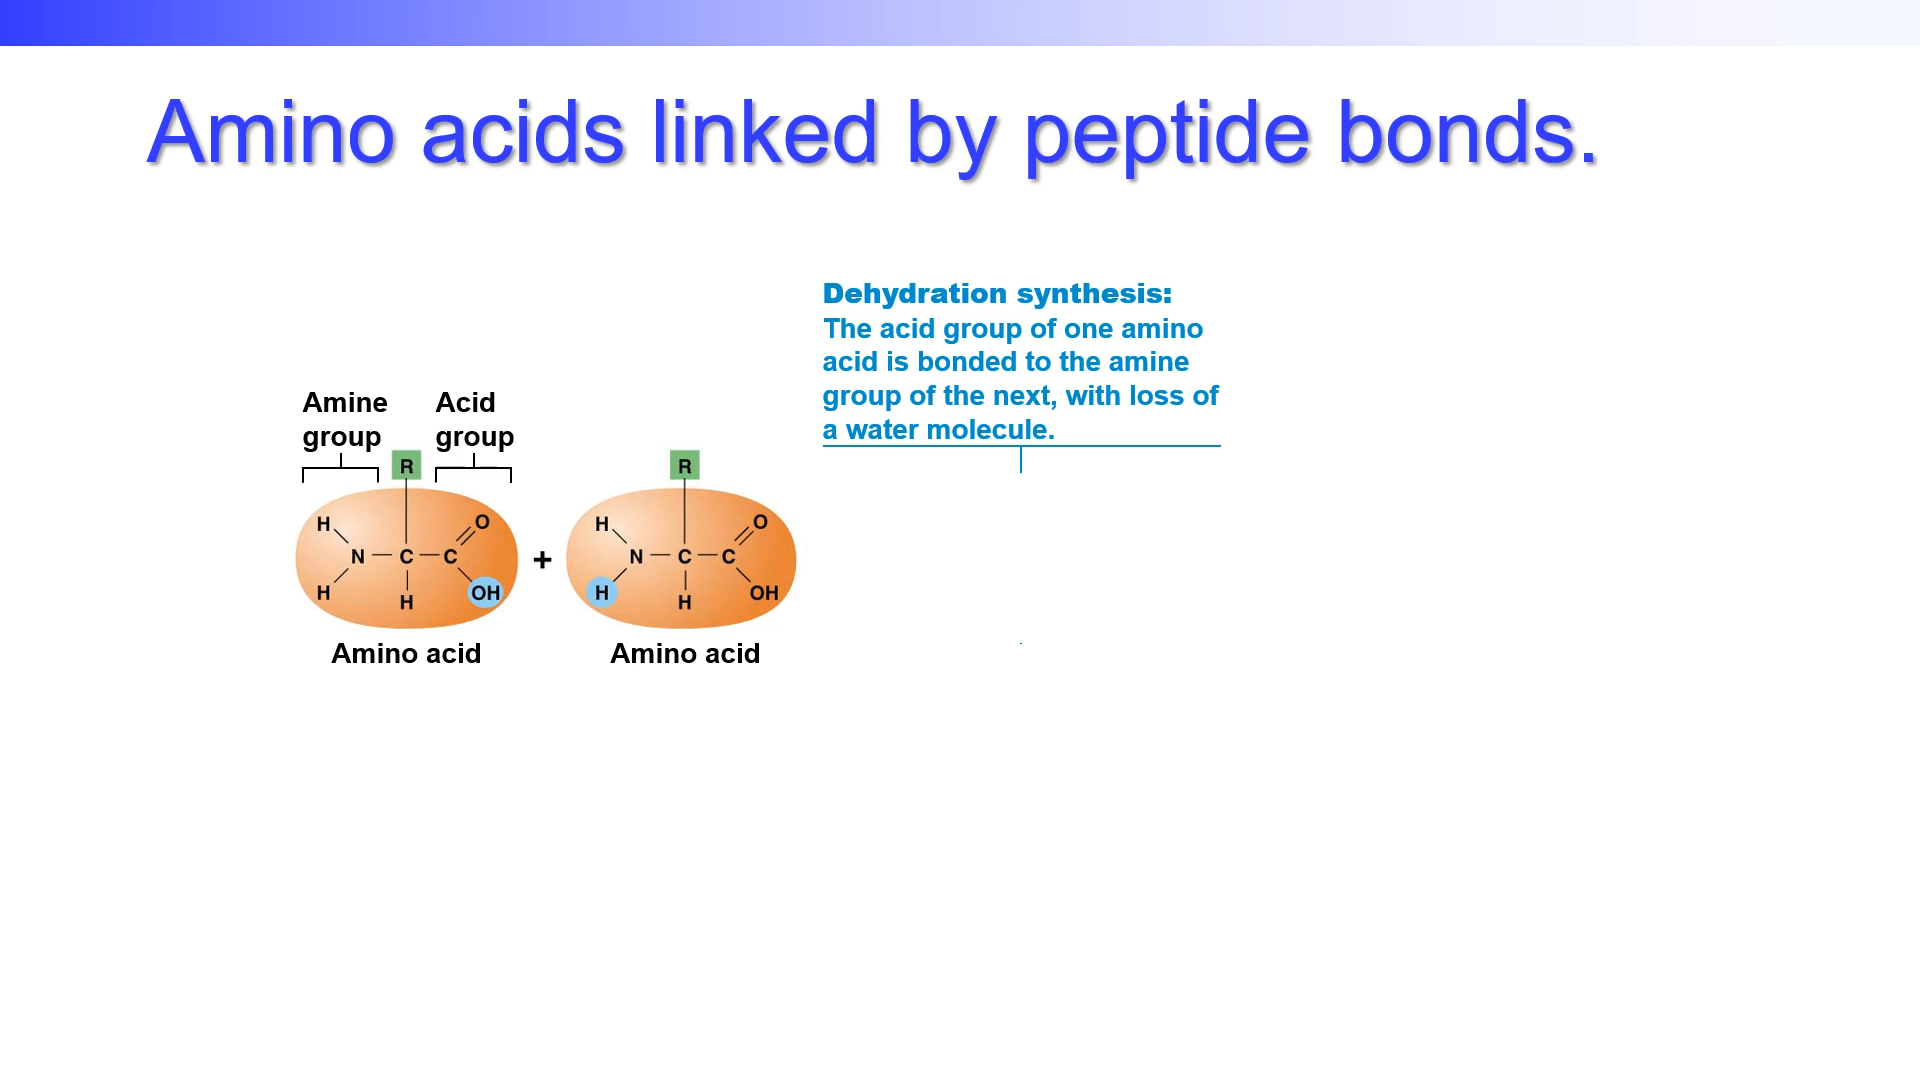 Amino acids linked by peptide bonds.
Dehydration synthesis:
The acid group of one amino
acid is bonded to the amine
group of the next, with loss of
a water molecule.
Amine
group
Acid
group
R
R
H
O
H
O
N
C
C
+
N
C
C
H
H
OH
H
H
OH
Amino acid
Amino acid